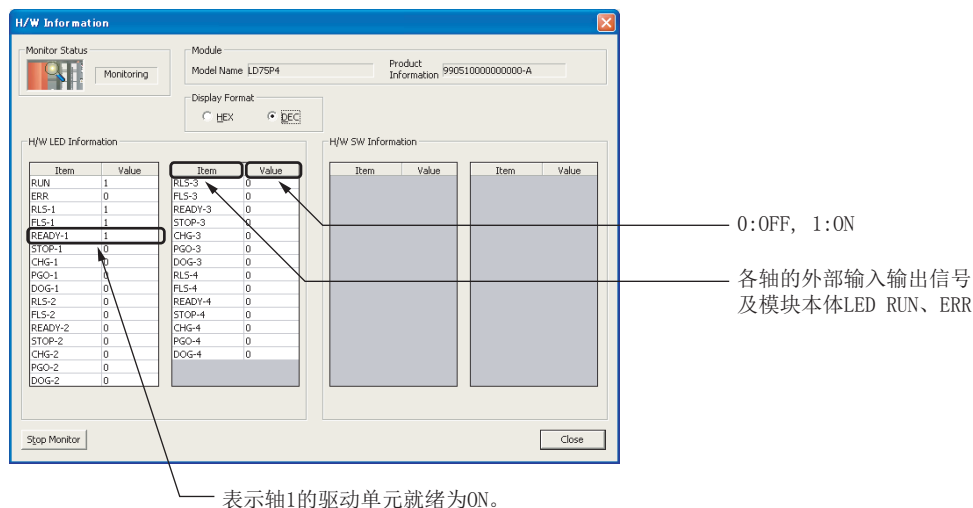 H/W Information
Monitor Status
Monitoring
Module
Model Name LD75P4
Product Information 990510000000000-A
Display Format
HEX
DEC
H/W LED Information
Item Value
RUN 1
ERR 0
RLS-1 1
FLS-1 1
READY-1 1
STOP-1 0
CHG-1 0
PGO-1 0
DOG-1 0
RLS-2 0
FLS-2 0
READY-2 0
STOP-2 0
CHG-2 0
PGO-2 0
DOG-2 0
Item Value
RLS-3 0
FLS-3 0
READY-3 0
STOP-3 0
CHG-3 0
PGO-3 0
DOG-3 0
RLS-4 0
FLS-4 0
READY-4 0
STOP-4 0
CHG-4 0
PGO-4 0
DOG-4 0
H/W SW Information
Item Value
Item Value
0:OFF, 1:ON
各轴的外部输入输出信号
及模块本体LED RUN、ERR
Stop Monitor
Close
表示轴1的驱动单元就绪为ON。